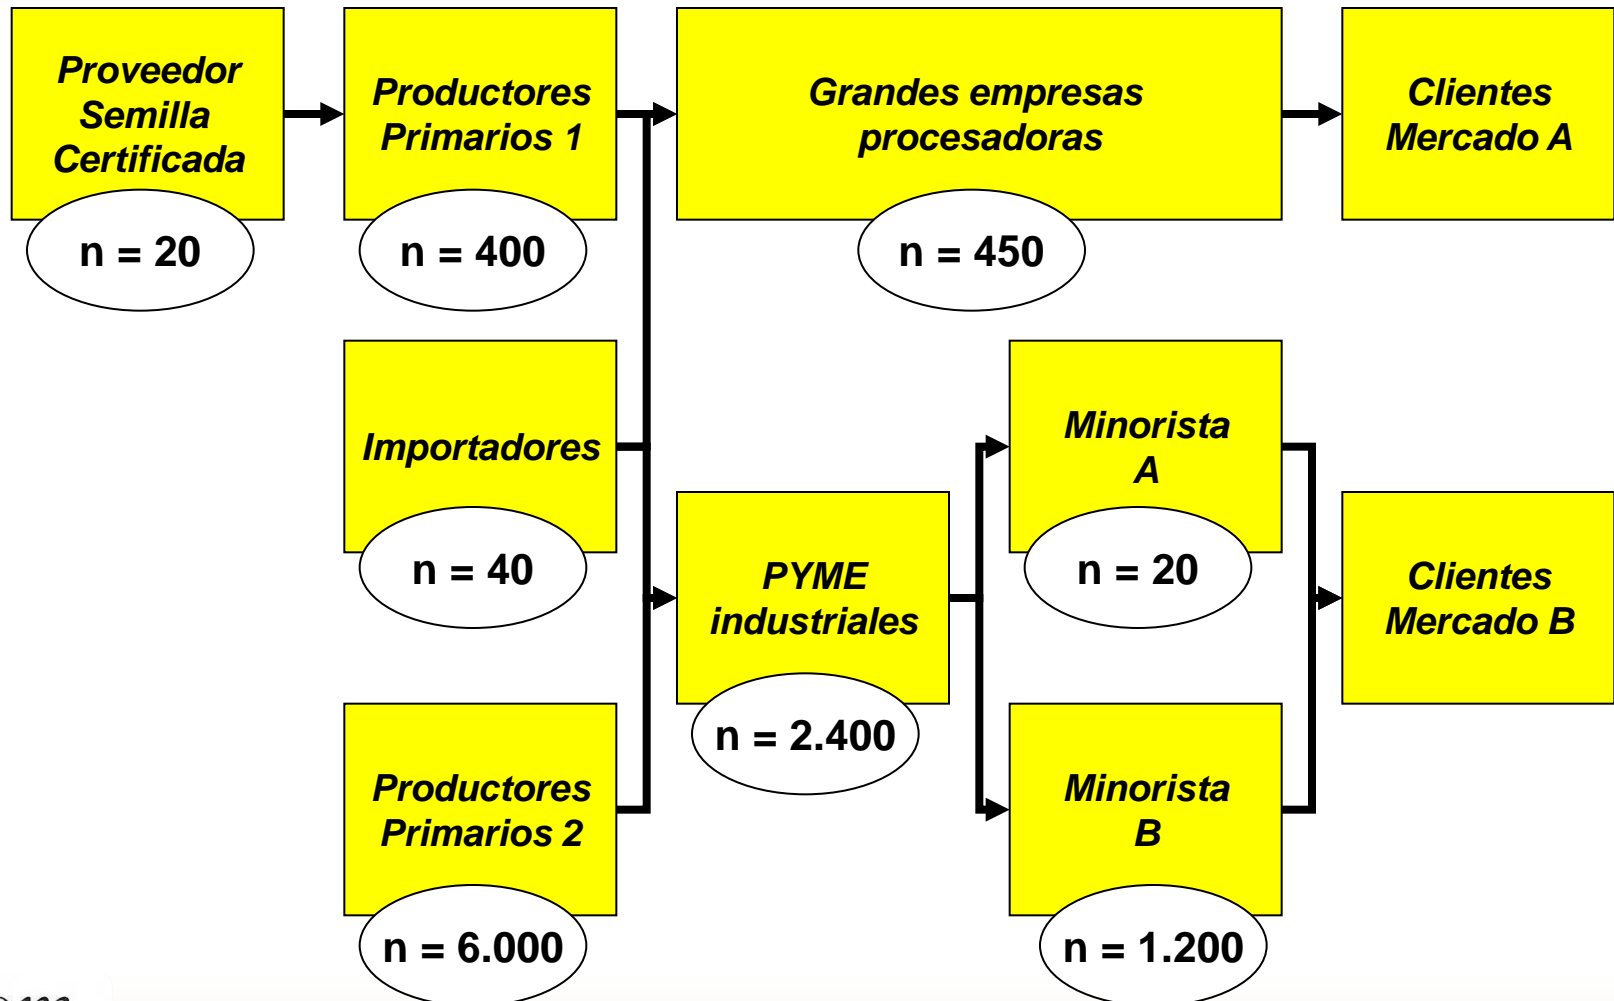 Proveedor
Semilla
Certificada
n = 20
Productores
Primarios 1
n = 400
Grandes empresas
procesadoras
n = 450
Clientes
Mercado A
Importadores
n = 40
Minorista
A
n = 20
PYME
industriales
n = 2.400
Clientes
Mercado B
Productores
Primarios 2
n = 6.000
Minorista
B
n = 1.200